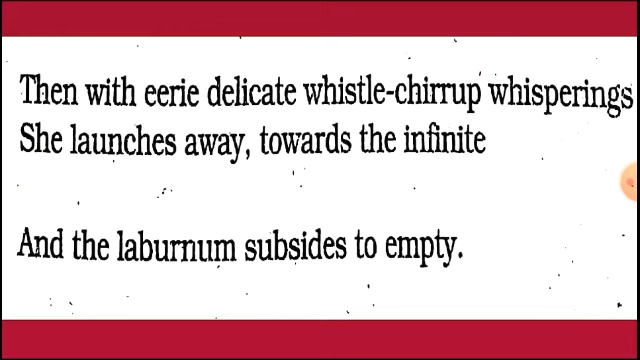 Then with eerie delicate whistle-chirrup whisperings
She launches away, towards the infinite
And the laburnum subsides to empty.